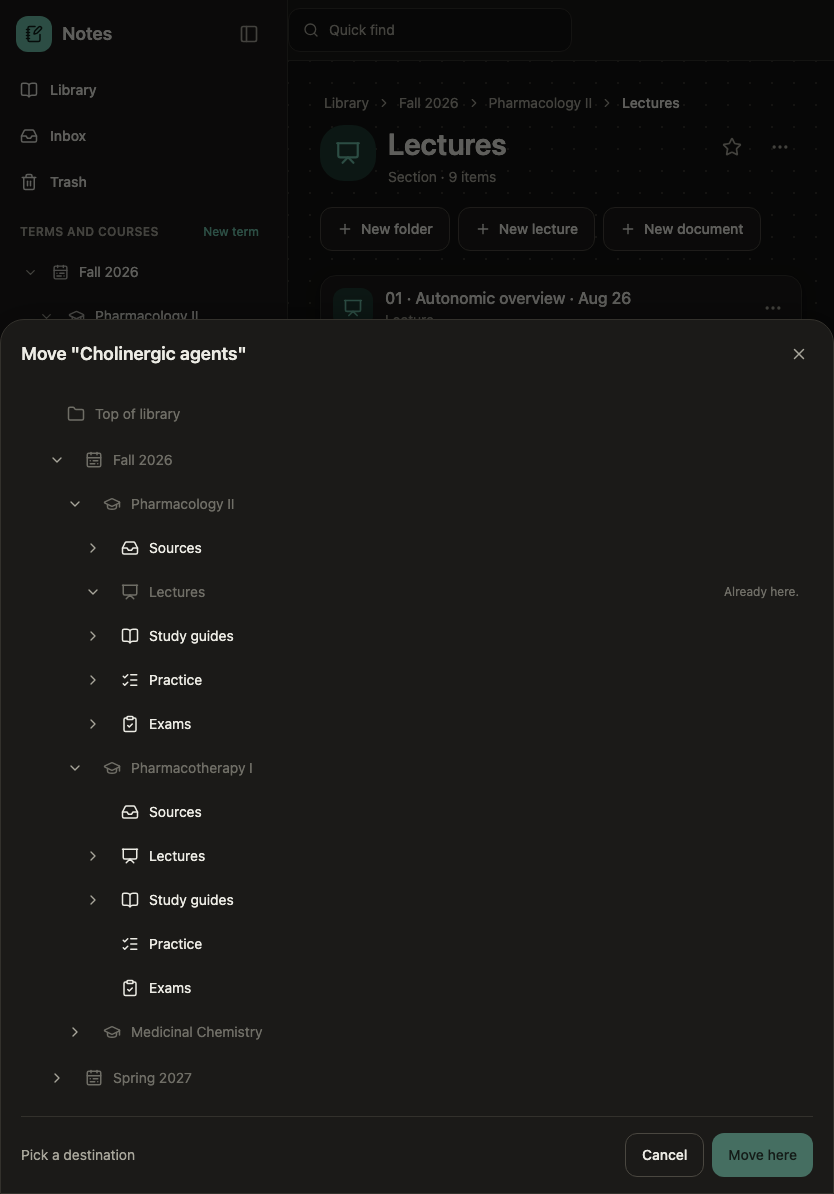 Notes
Quick find
Library
Inbox
Trash
TERMS AND COURSES New term
Fall 2026
Pharmacology II
Library Fall 2026 Pharmacology II Lectures
Lectures
Section · 9 items
New folder New lecture New document
01 · Autonomic overview · Aug 26
Lecture
Move "Cholinergic agents"
Top of library
Fall 2026
Pharmacology II
Sources
Lectures Already here.
Study guides
Practice
Exams
Pharmacotherapy I
Sources
Lectures
Study guides
Practice
Exams
Medicinal Chemistry
Spring 2027
Pick a destination Cancel Move here